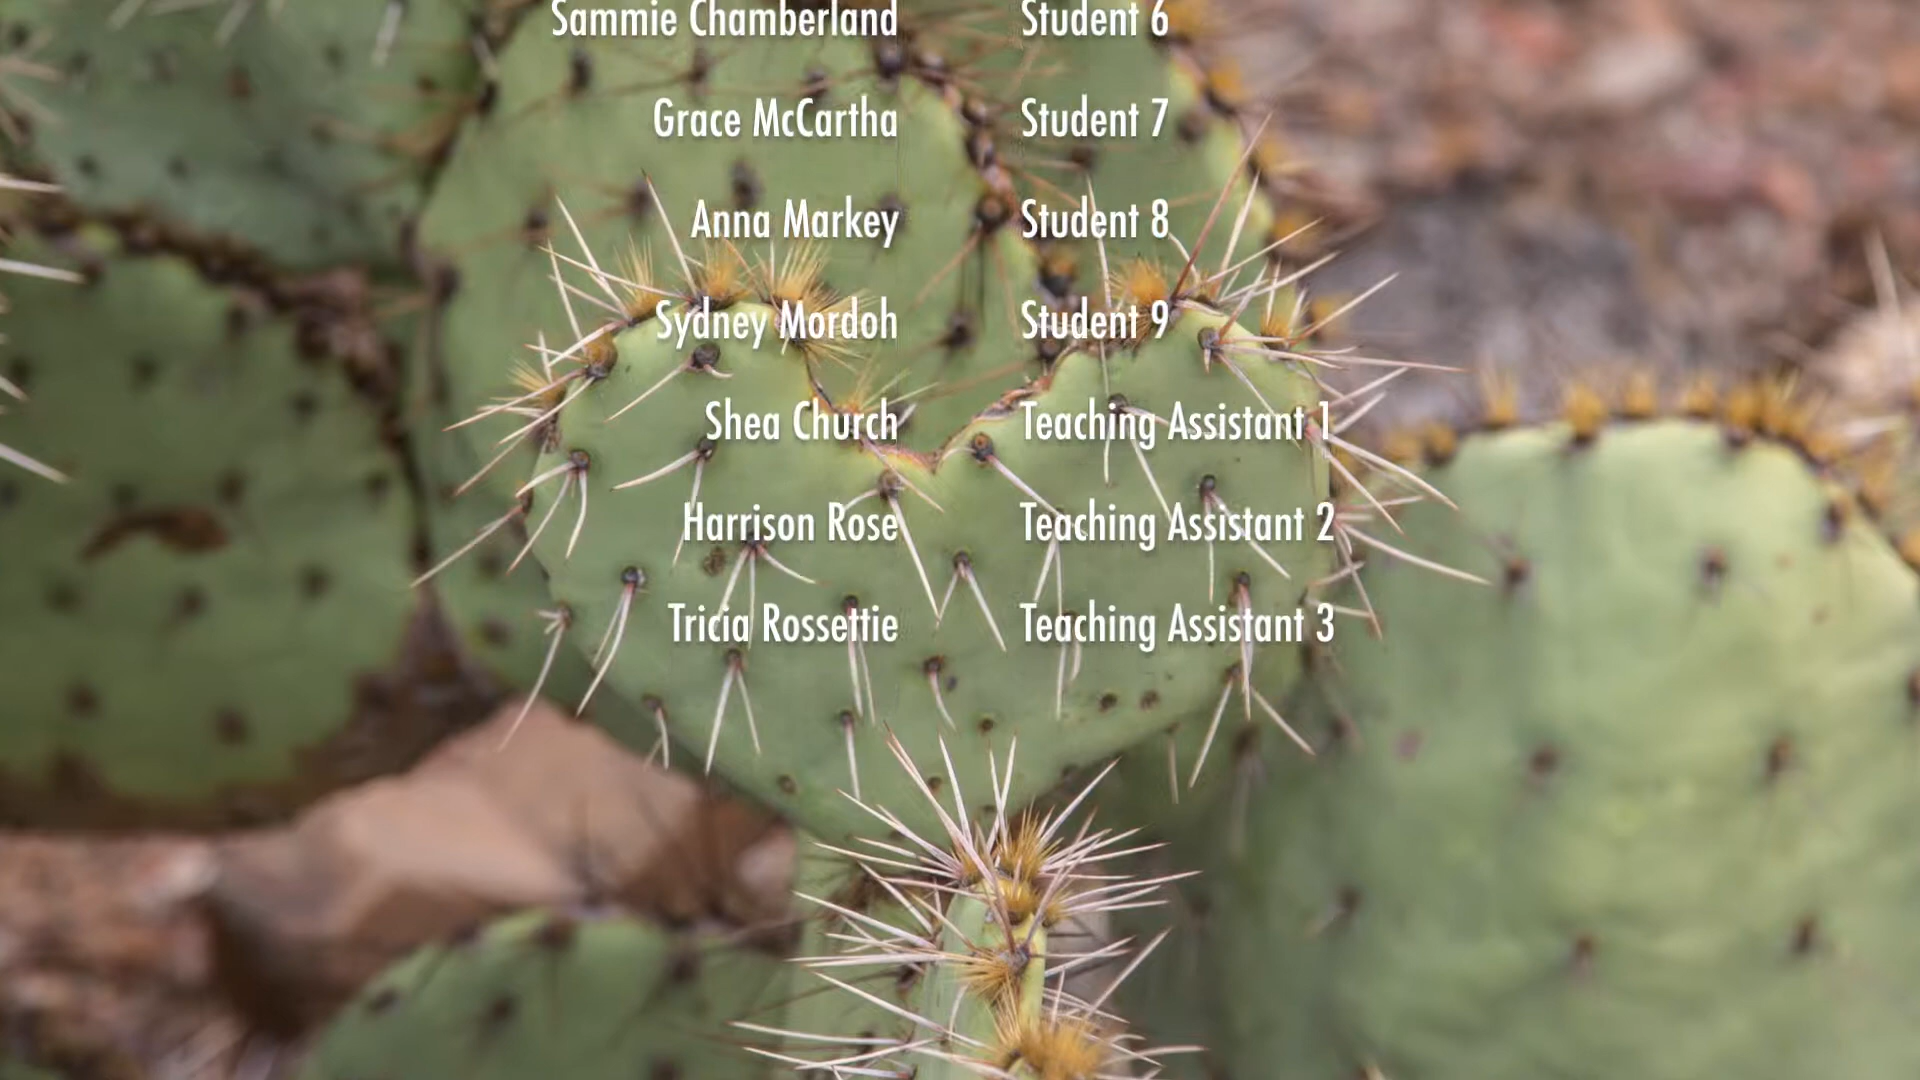 Sammie Chamberland Student 6
Grace McCartha Student 7
Anna Markey Student 8
Sydney Mordoh Student 9
Shea Church Teaching Assistant 1
Harrison Rose Teaching Assistant 2
Tricia Rossettie Teaching Assistant 3